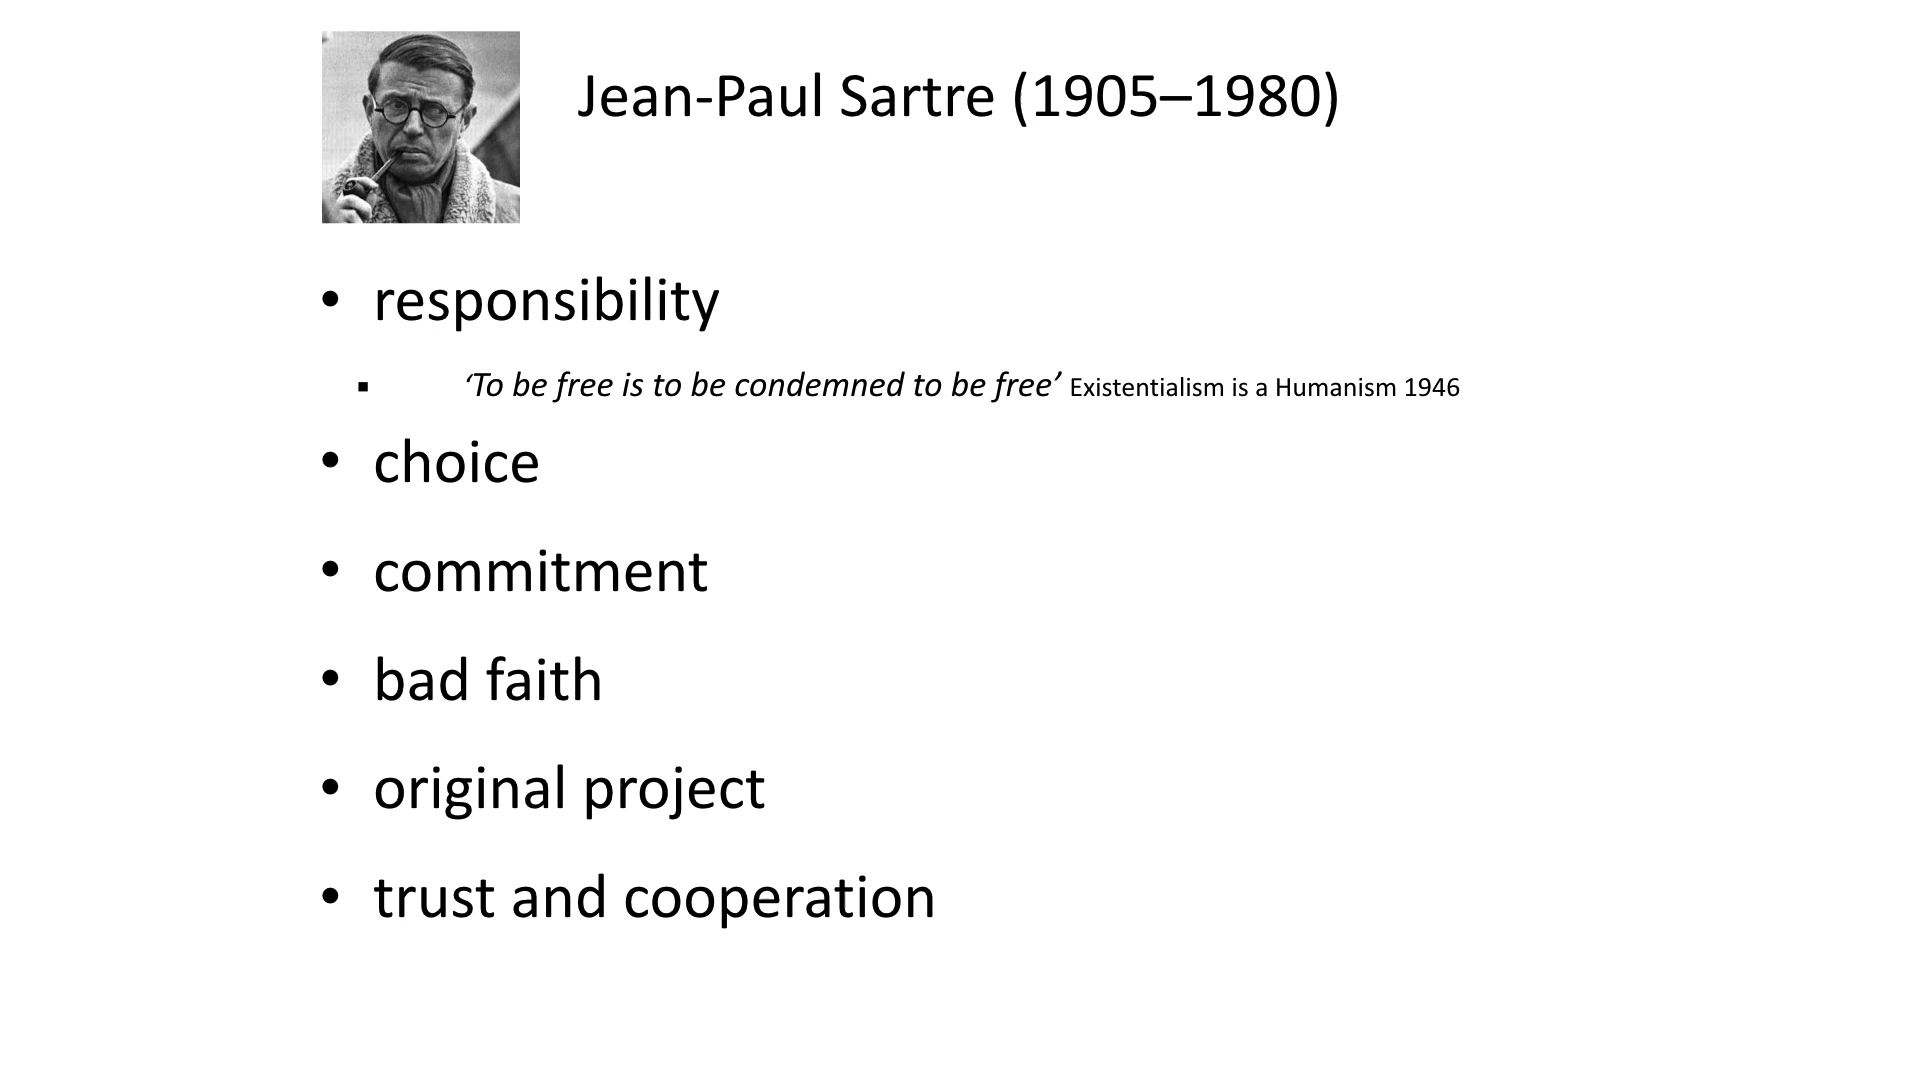 Jean-Paul Sartre (1905–1980)
• responsibility
▪ ‘To be free is to be condemned to be free’ Existentialism is a Humanism 1946
• choice
• commitment
• bad faith
• original project
• trust and cooperation